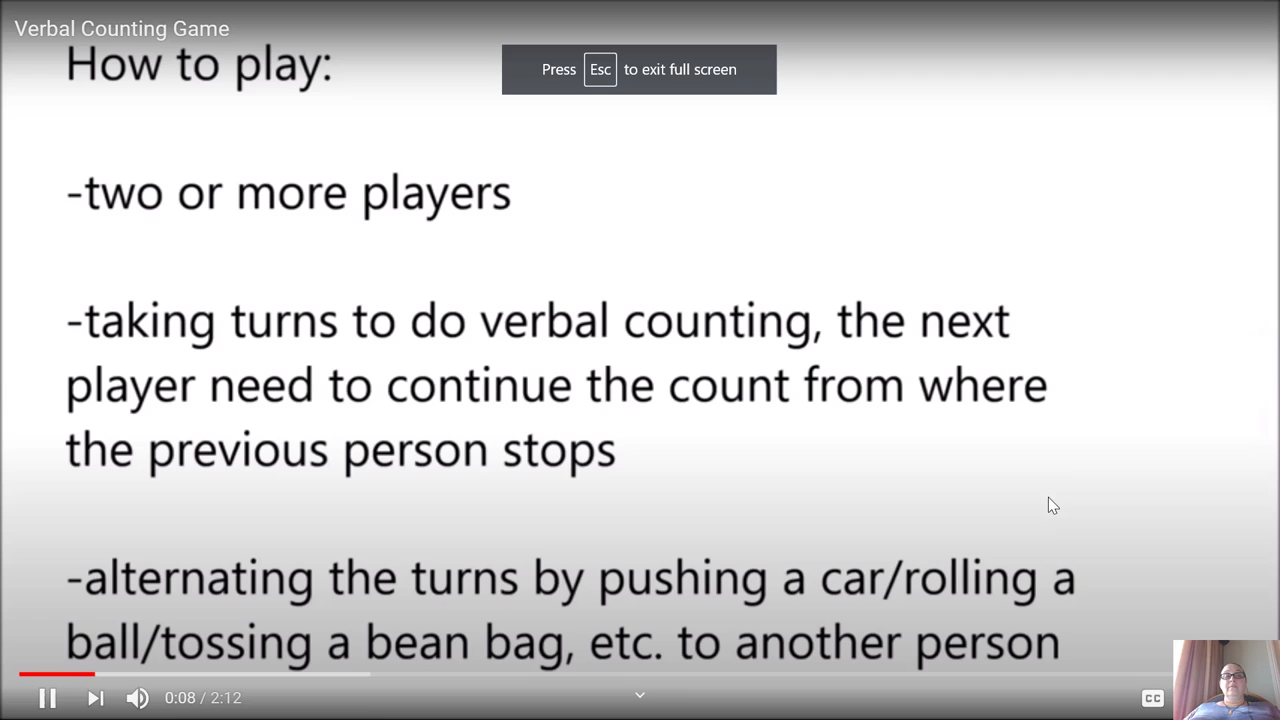 Verbal Counting Game
How to play:
Press Esc to exit full screen
-two or more players
-taking turns to do verbal counting, the next
player need to continue the count from where
the previous person stops
-alternating the turns by pushing a car/rolling a
ball/tossing a bean bag, etc. to another person
0:08 / 2:12
CC